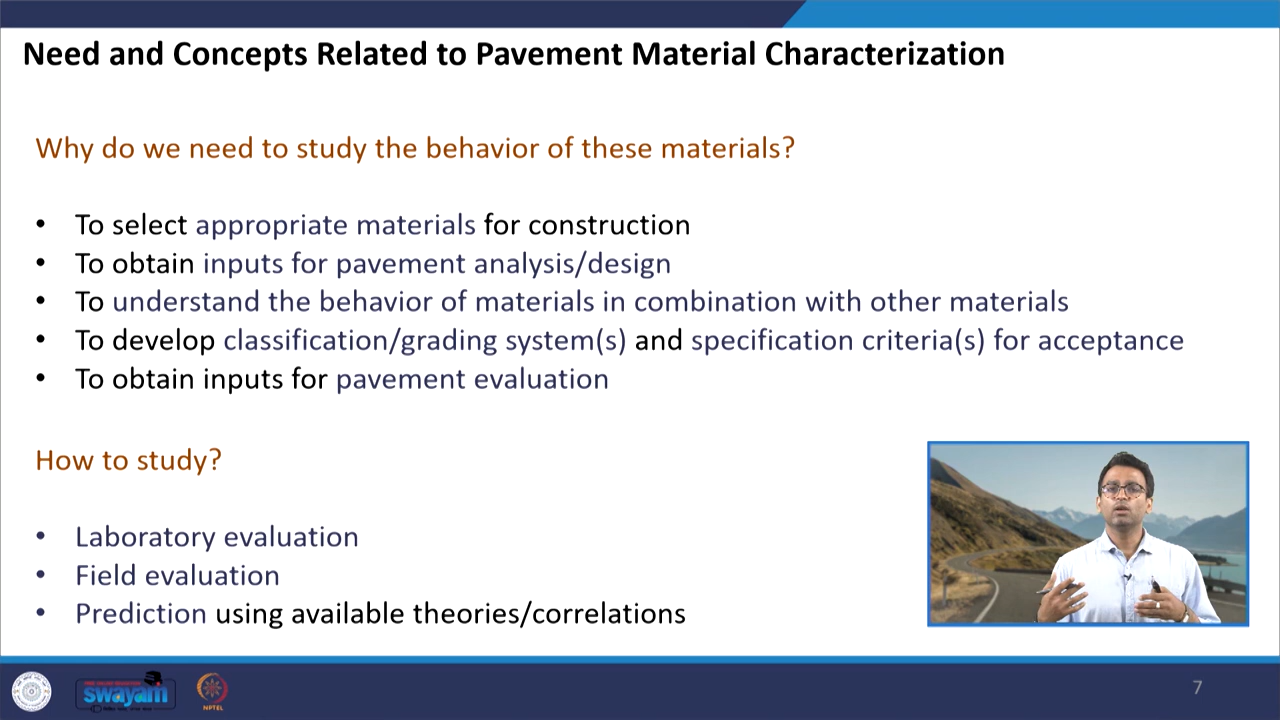 Need and Concepts Related to Pavement Material Characterization
Why do we need to study the behavior of these materials?
• To select appropriate materials for construction
• To obtain inputs for pavement analysis/design
• To understand the behavior of materials in combination with other materials
• To develop classification/grading system(s) and specification criteria(s) for acceptance
• To obtain inputs for pavement evaluation
How to study?
• Laboratory evaluation
• Field evaluation
• Prediction using available theories/correlations
swayam
NPTEL
7